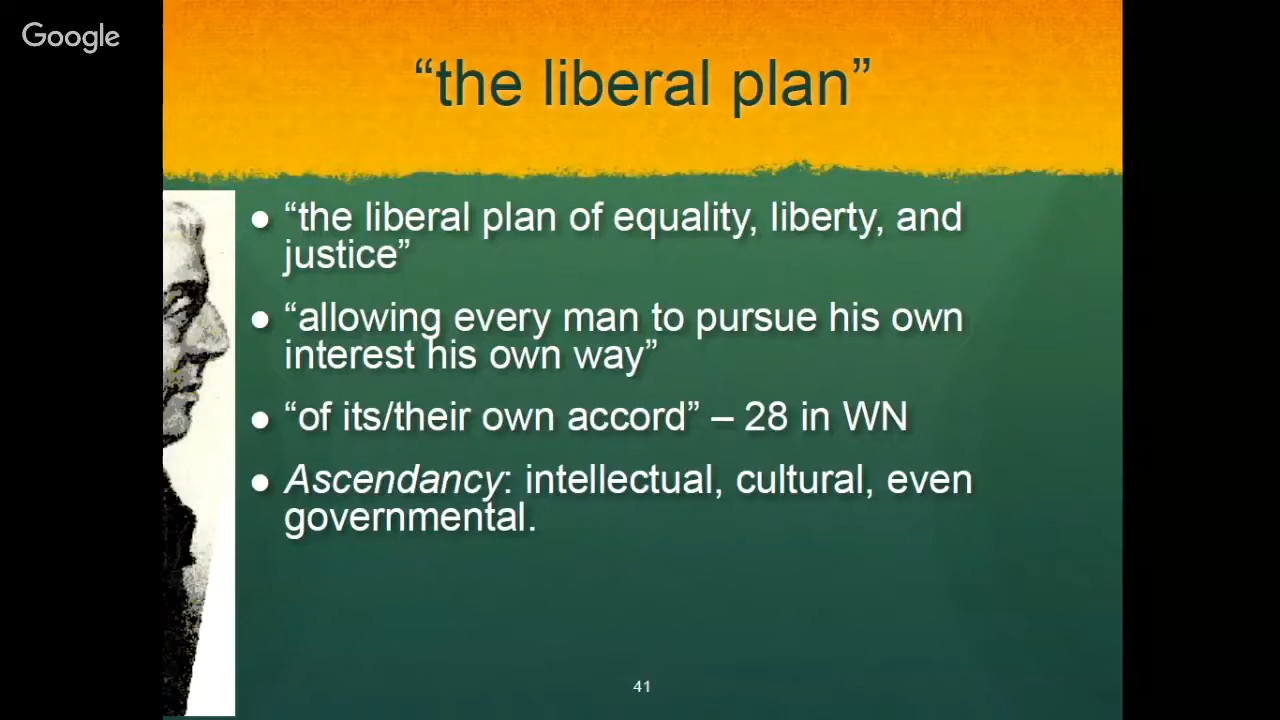 Google
“the liberal plan”
● “the liberal plan of equality, liberty, and
justice”
● “allowing every man to pursue his own
interest his own way”
● “of its/their own accord” – 28 in WN
● Ascendancy: intellectual, cultural, even
governmental.
41